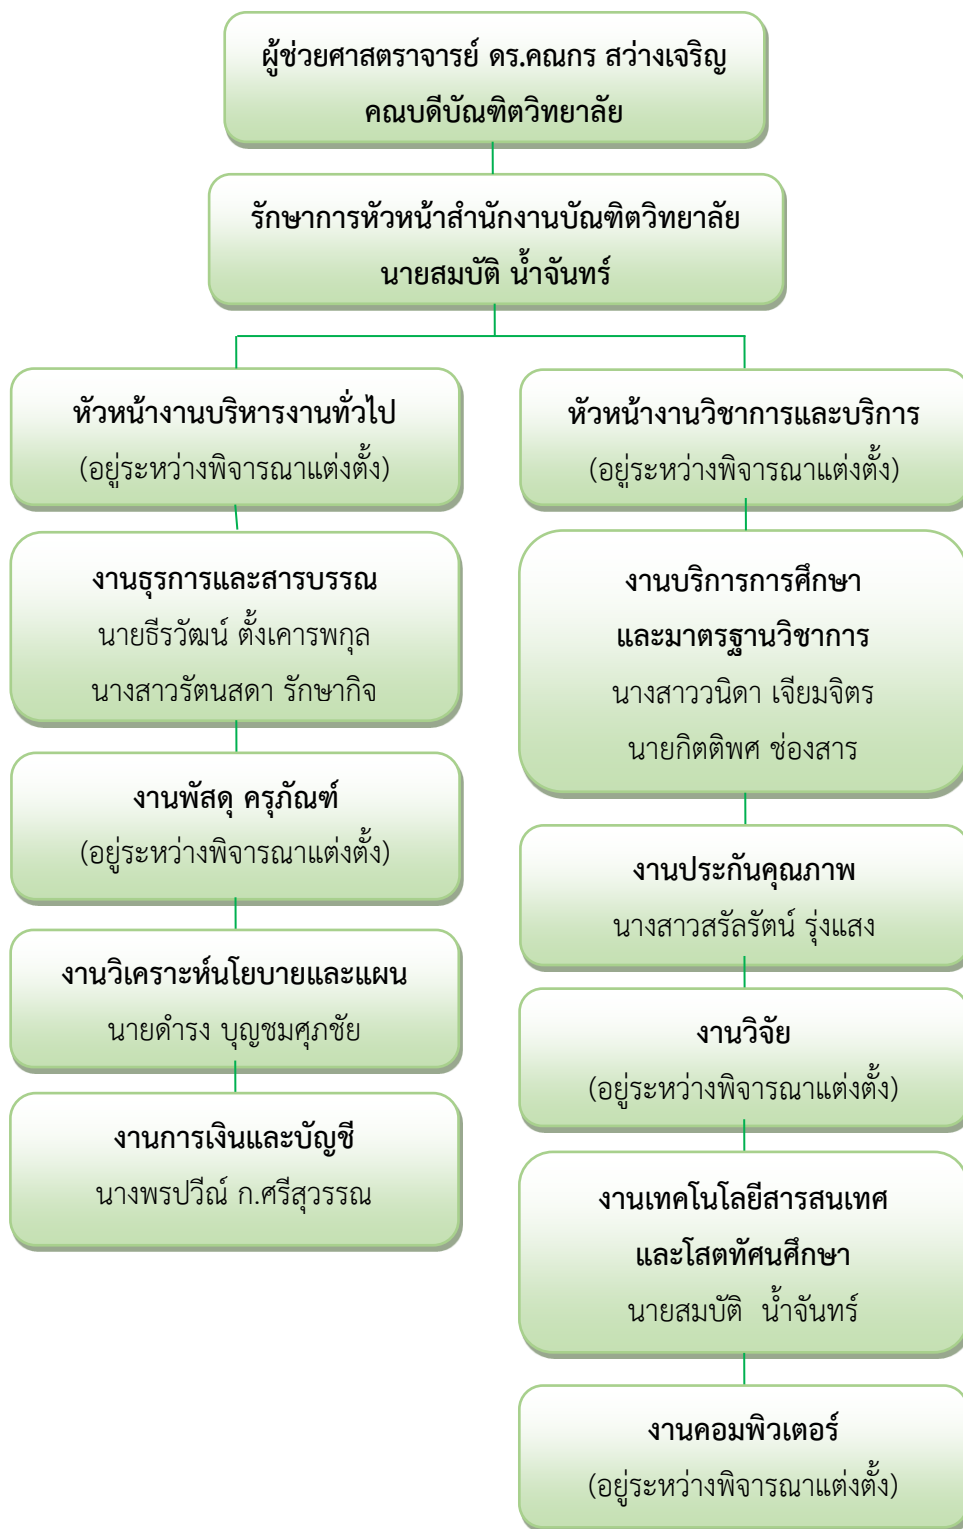 ผู้ช่วยศาสตราจารย์ ดร.คณกร สว่างเจริญ
คณบดีบัณฑิตวิทยาลัย
รักษาการหัวหน้าสำนักงานบัณฑิตวิทยาลัย
นายสมบัติ น้ำจันทร์
หัวหน้างานบริหารงานทั่วไป
(อยู่ระหว่างพิจารณาแต่งตั้ง)
งานธุรการและสารบรรณ
นายธีรวัฒน์ ตั้งเคารพกุล
นางสาวรัตนสดา รักษากิจ
งานพัสดุ ครุภัณฑ์
(อยู่ระหว่างพิจารณาแต่งตั้ง)
งานวิเคราะห์นโยบายและแผน
นายดำรง บุญชมศุภชัย
งานการเงินและบัญชี
นางพรปวีณ์ ก.ศรีสุวรรณ
หัวหน้างานวิชาการและบริการ
(อยู่ระหว่างพิจารณาแต่งตั้ง)
งานบริการการศึกษา
และมาตรฐานวิชาการ
นางสาววนิดา เจียมจิตร
นายกิตติพศ ช่องสาร
งานประกันคุณภาพ
นางสาวสรัลรัตน์ รุ่งแสง
งานวิจัย
(อยู่ระหว่างพิจารณาแต่งตั้ง)
งานเทคโนโลยีสารสนเทศ
และโสตทัศนศึกษา
นายสมบัติ  น้ำจันทร์
งานคอมพิวเตอร์
(อยู่ระหว่างพิจารณาแต่งตั้ง)